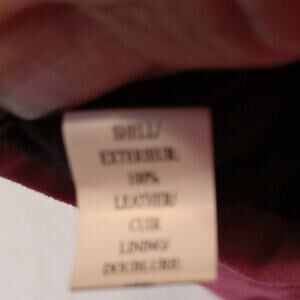 SHELL/
EXTERIEUR:
100%
LEATHER/
CUIR
LINING/
DOUBLURE: